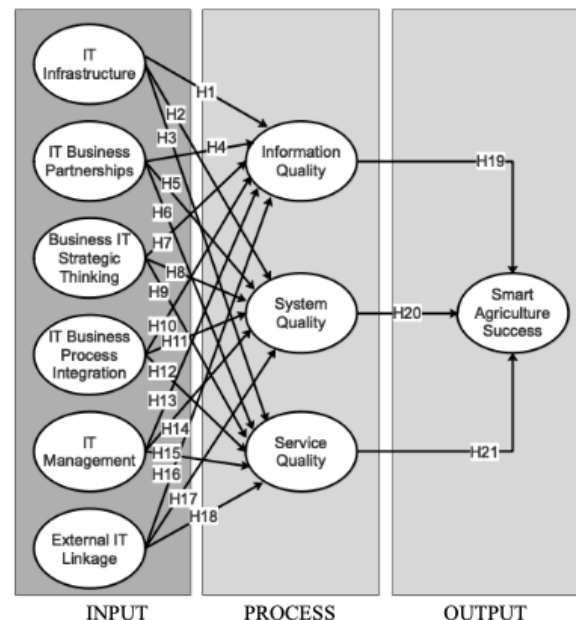 IT
Infrastructure
IT Business
Partnerships
Business IT
Strategic
Thinking
IT Business
Process
Integration
IT
Management
External IT
Linkage
H1
H2
H3
H4
H5
H6
H7
H8
H9
H10
H11
H12
H13
H14
H15
H16
H17
H18
Information
Quality
System
Quality
Service
Quality
H19
H20
H21
Smart
Agriculture
Success
INPUT
PROCESS
OUTPUT